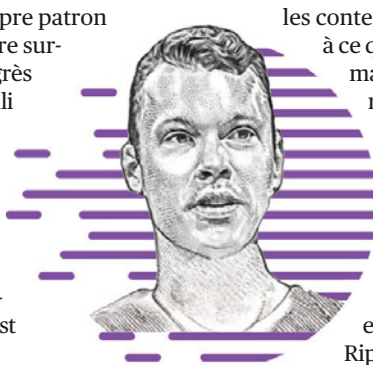 pre patron
re sur-
grès
li
-
st
les conte
à ce q
ma
e
Rip